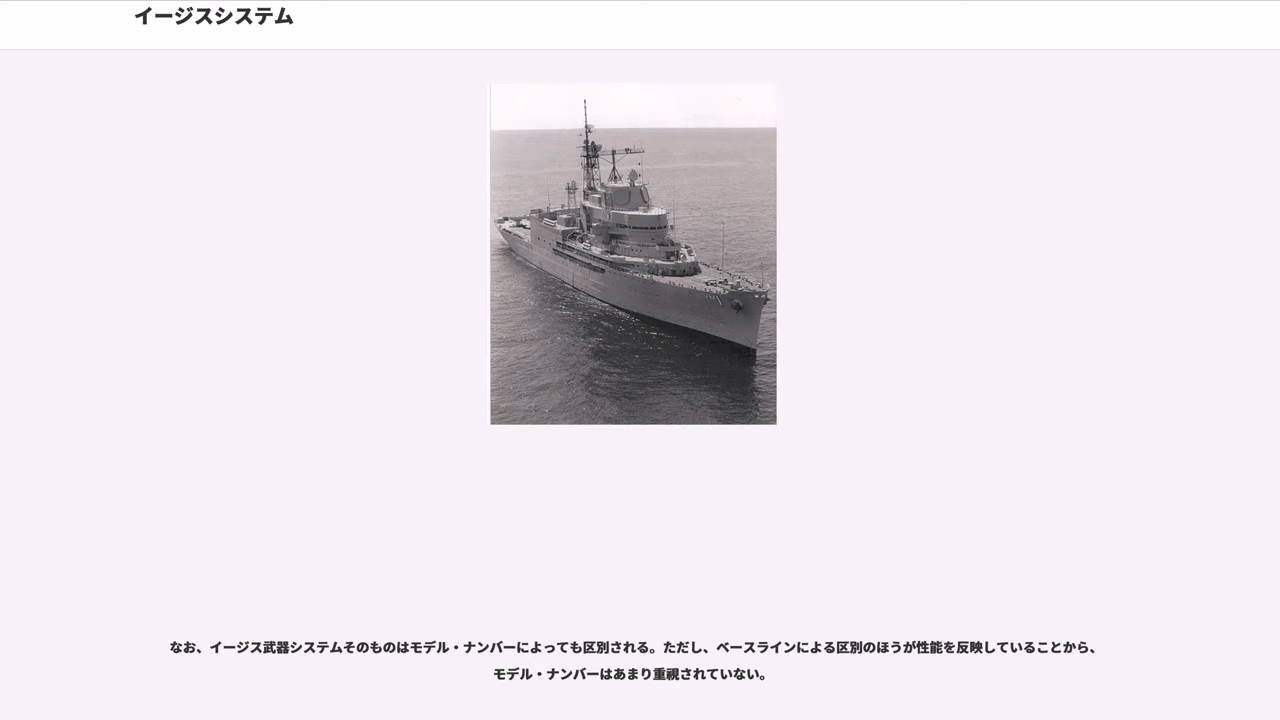 イージスシステム
なお、イージス武器システムそのものはモデル・ナンバーによっても区別される。ただし、ベースラインによる区別のほうが性能を反映していることから、
モデル・ナンバーはあまり重視されていない。